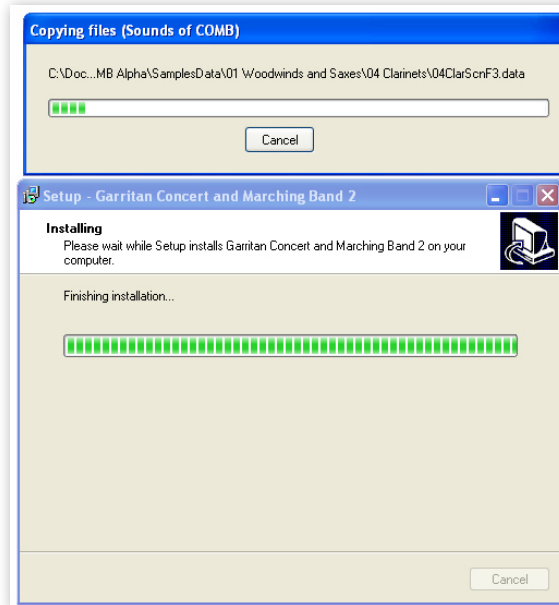 Copying files (Sounds of COMB)
C:\Doc...MB Alpha\SamplesData\01 Woodwinds and Saxes\04 Clarinets\04ClarScnF3.data
Cancel
Setup - Garritan Concert and Marching Band 2
Installing
Please wait while Setup installs Garritan Concert and Marching Band 2 on your
computer.
Finishing installation...
Cancel